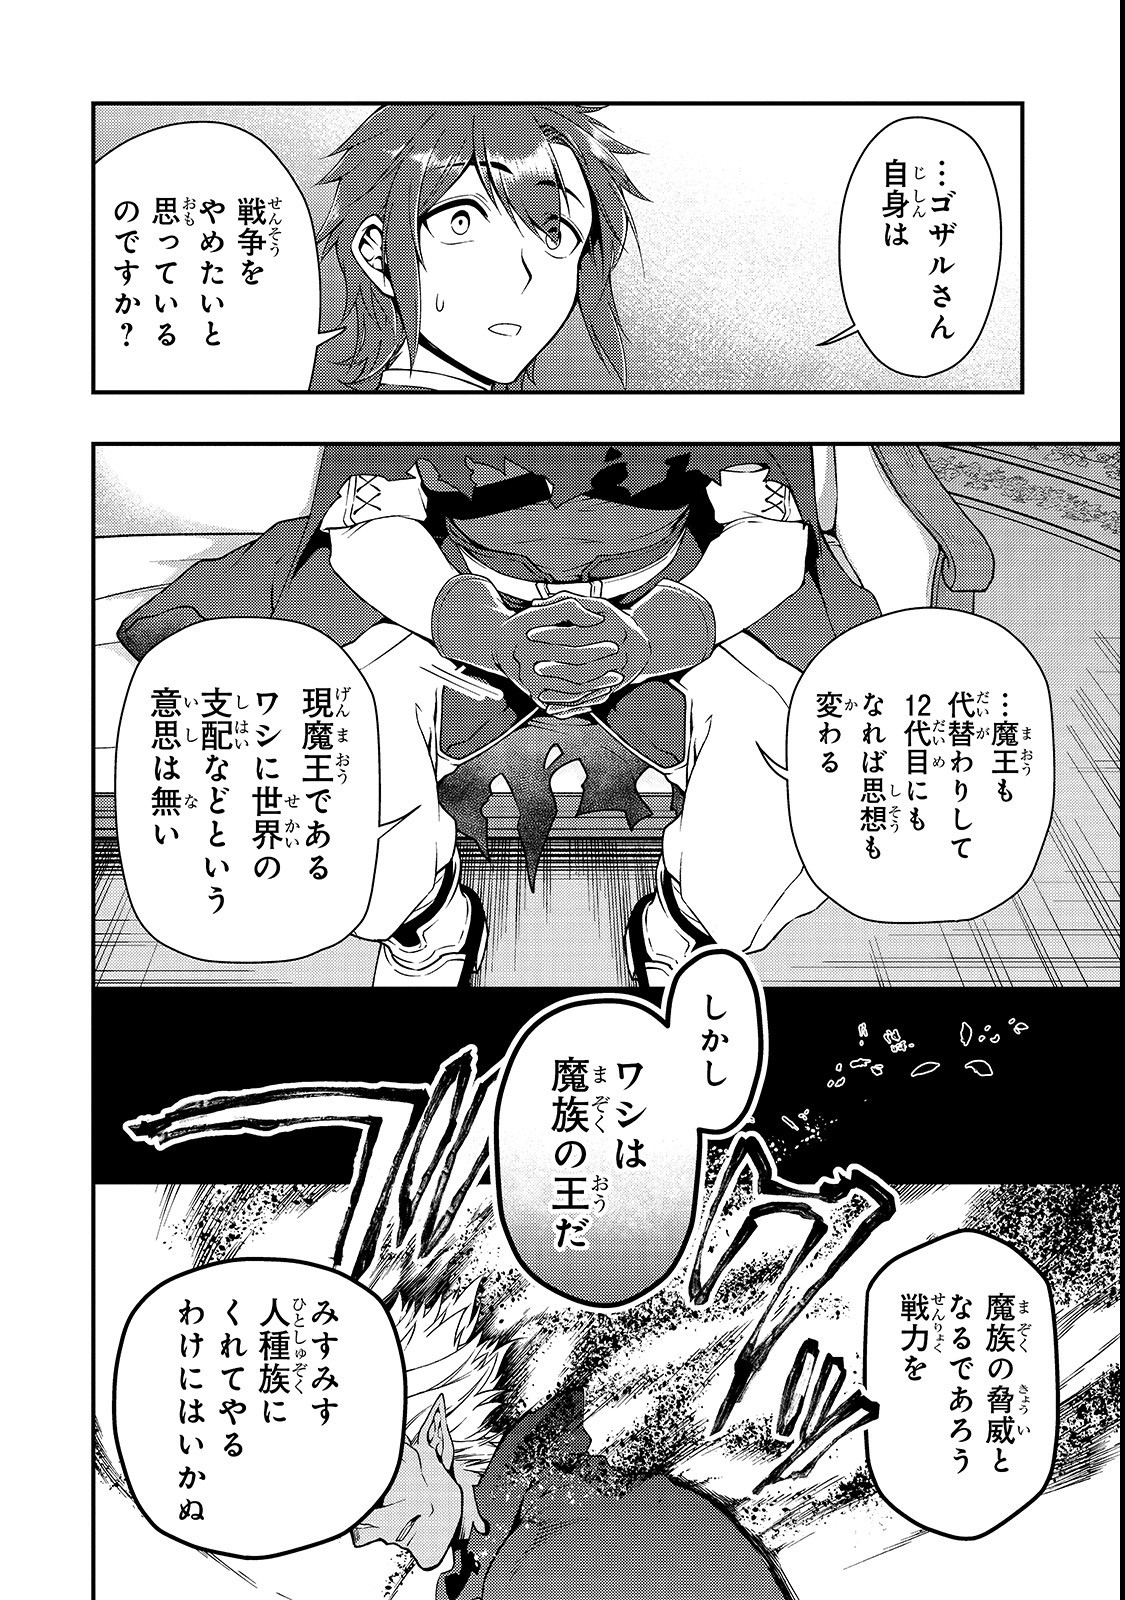 …ゴザルさん
自身は
戦争を
やめたいと
思っている
のですか?
…魔王も
代替わりして
12代目にも
なれば思想も
変わる
現魔王である
ワシに世界の
支配などという
意思は無い
しかし
ワシは
魔族の王だ
魔族の脅威と
なるであろう
戦力を
みすみす
人種族に
くれてやる
わけにはいかぬ